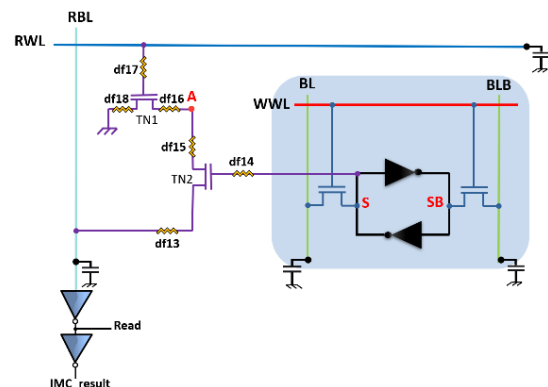 RBL
RWL
df17
BL
BLB
df18
df16
A
WWL
TN1
df15
TN2
df14
S
SB
df13
Read
IMC_result